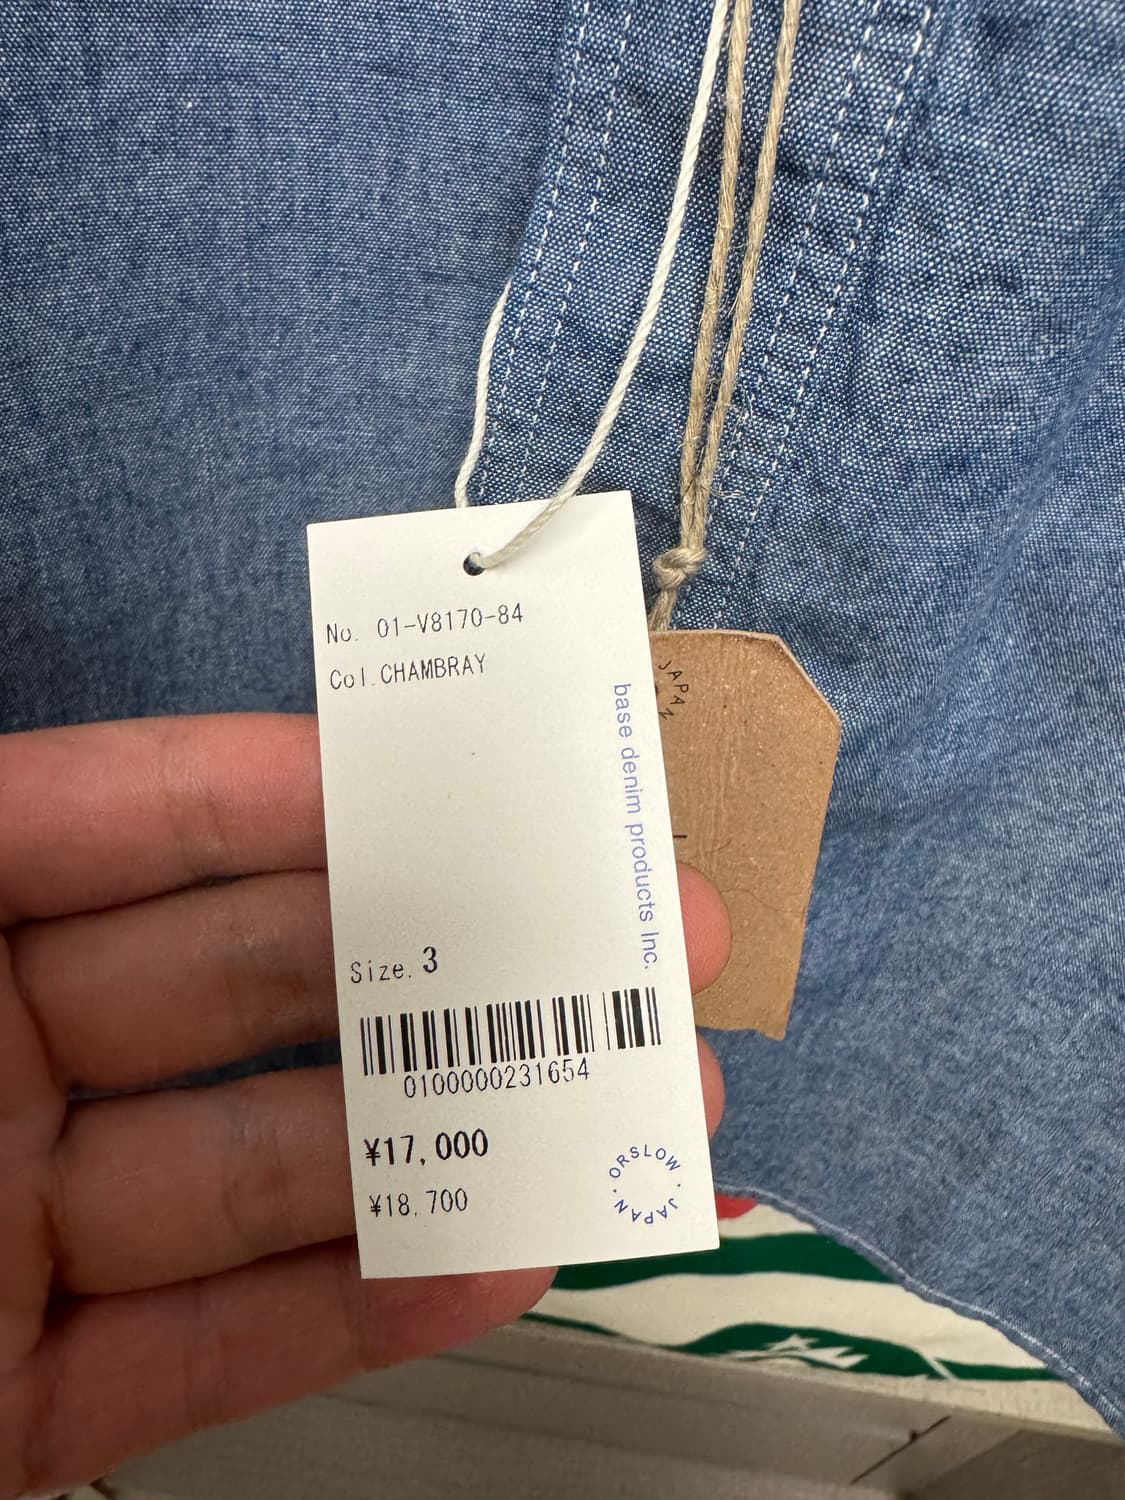 No. 01-V8170-84
Col.CHAMBRAY
base denim products Inc.
Size. 3
0100000231654
¥17,000
¥18,700
ORSLOW · JAPAN ·
JAPAN